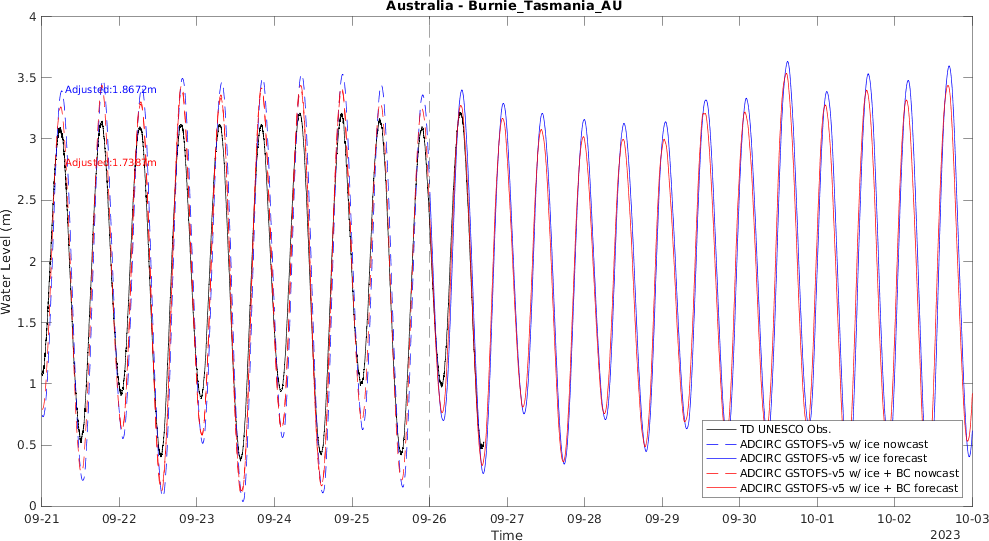 Australia - Burnie_Tasmania_AU
4
3.5
3
2.5
2
1.5
1
0.5
0
Water Level (m)
Adjusted:1.8672m
TD UNESCO Obs.
ADCIRC GSTOFS-v5 w/ ice nowcast
ADCIRC GSTOFS-v5 w/ ice forecast
ADCIRC GSTOFS-v5 w/ ice + BC nowcast
ADCIRC GSTOFS-v5 w/ ice + BC forecast
09-21
09-22
09-23
09-24
09-25
09-26
09-27
09-28
09-29
09-30
10-01
10-02
10-03
Time
2023